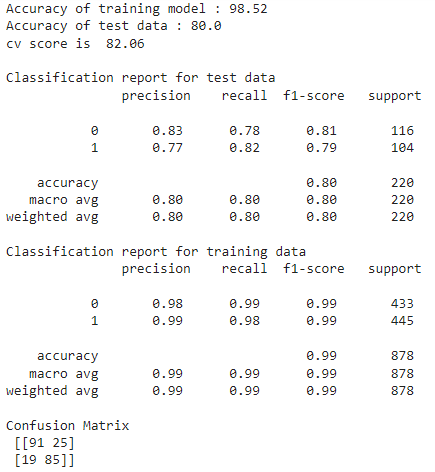 Accuracy of training model : 98.52
Accuracy of test data : 80.0
cv score is  82.06
Classification report for test data
precision    recall  f1-score   support
0       0.83      0.78      0.81       116
1       0.77      0.82      0.79       104
accuracy                           0.80       220
macro avg       0.80      0.80      0.80       220
weighted avg       0.80      0.80      0.80       220
Classification report for training data
precision    recall  f1-score   support
0       0.98      0.99      0.99       433
1       0.99      0.98      0.99       445
accuracy                           0.99       878
macro avg       0.99      0.99      0.99       878
weighted avg       0.99      0.99      0.99       878
Confusion Matrix
[[91 25]
[19 85]]